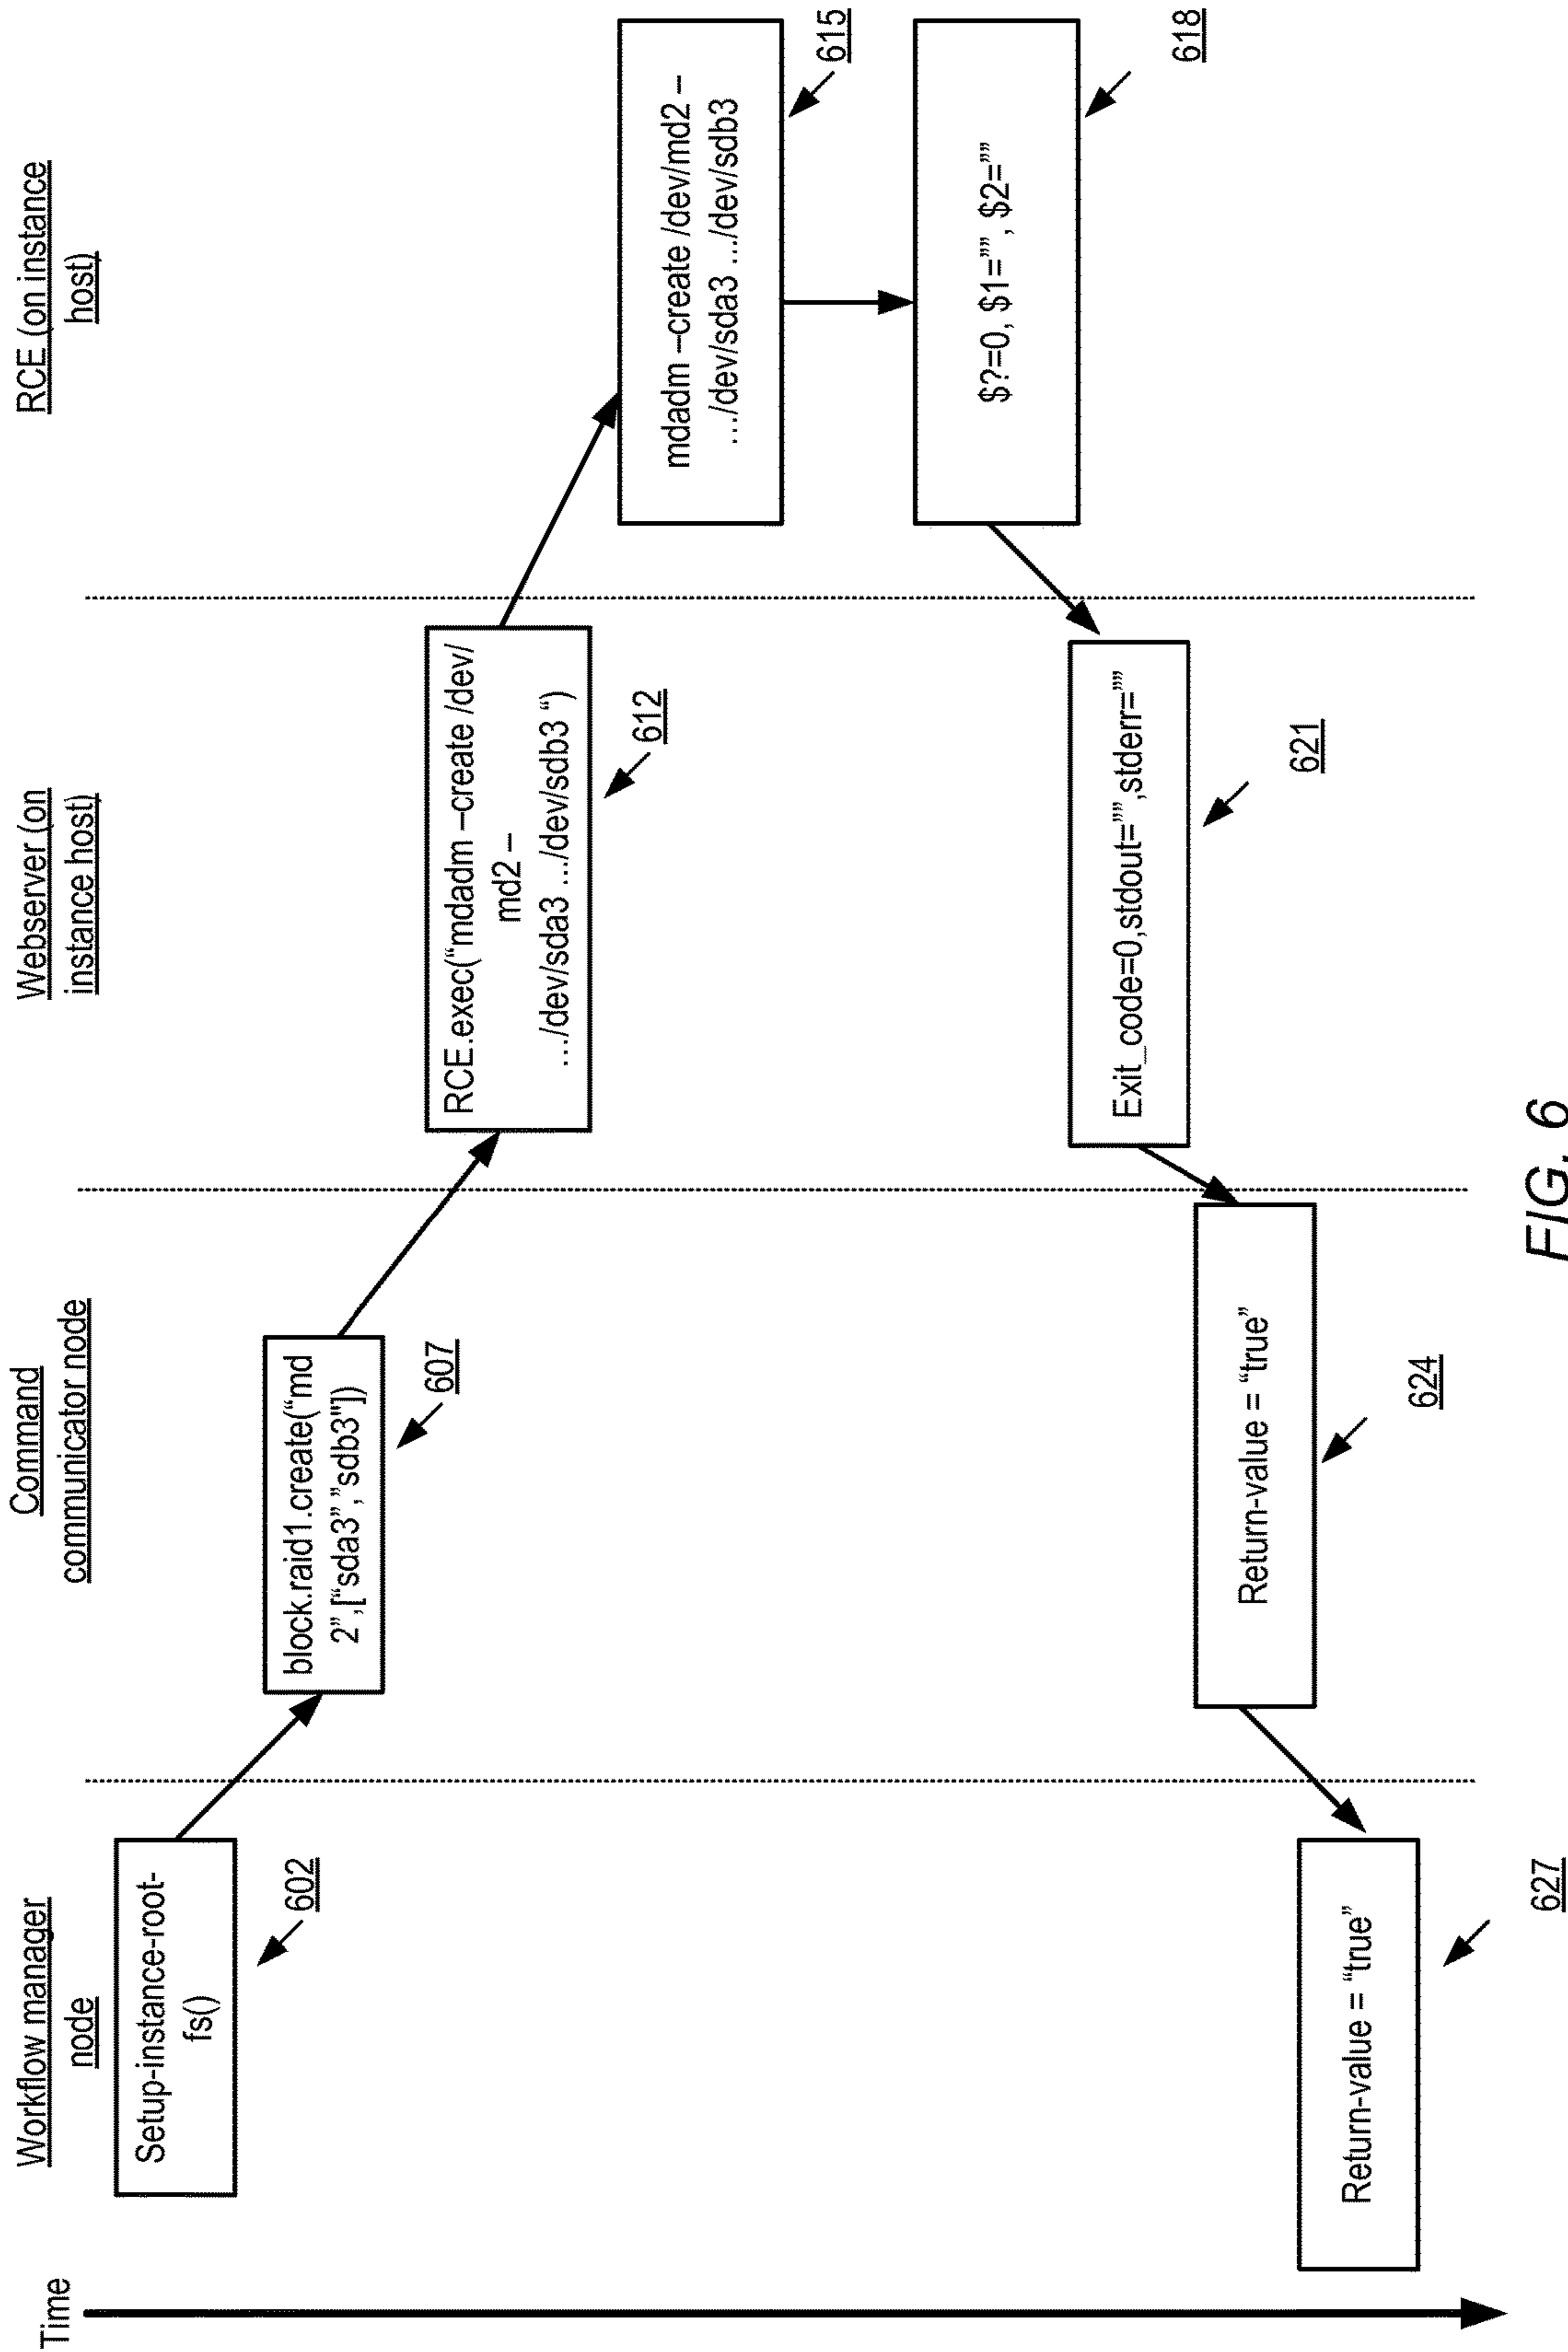 Time
Workflow manager
node
Command
communicator node
Webserver (on
instance host)
RCE (on instance
host)
Setup-instance-root-
fs()
602
block.raid1.create(“md
2”,[“sda3”,”sdb3"])
607
RCE.exec(“mdadm –create /dev/
md2 –
…/dev/sda3 …/dev/sdb3 “)
612
mdadm –create /dev/md2 –
…/dev/sda3 …/dev/sdb3
615
$?=0, $1=””, $2=””
618
Exit_code=0,stdout=””,stderr=””
621
Return-value = “true”
624
Return-value = “true”
627
FIG. 6